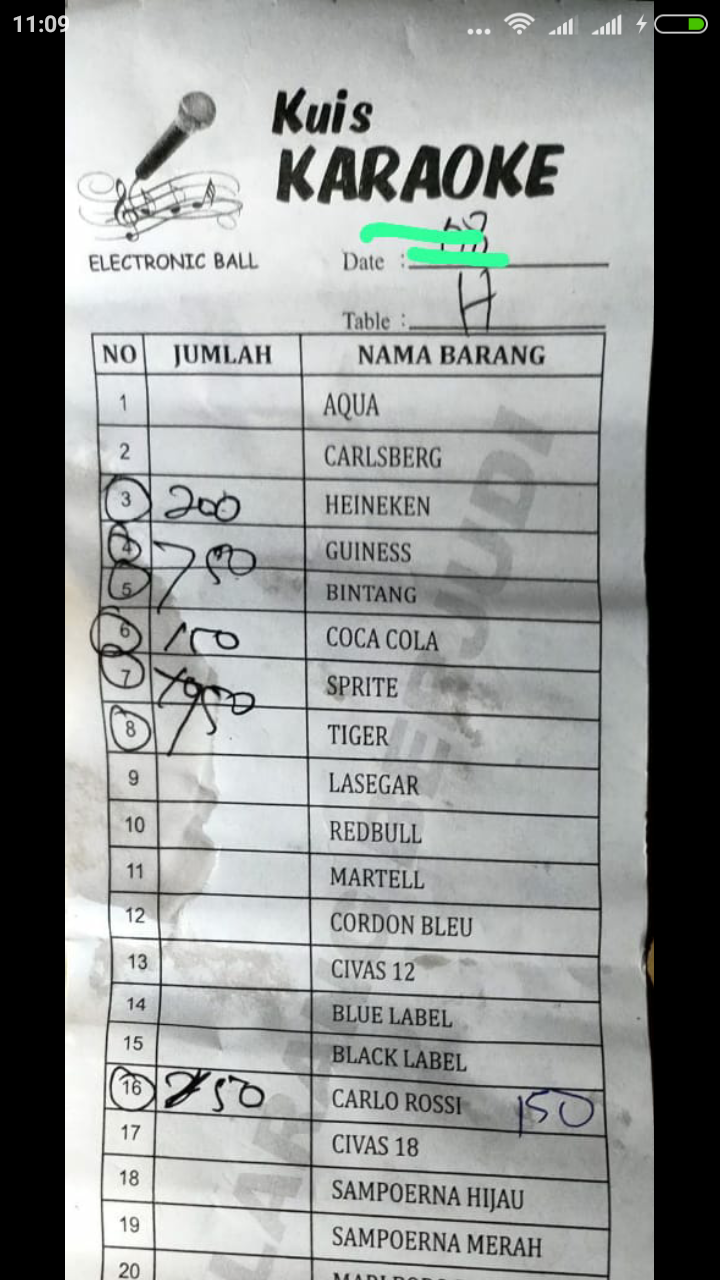 11:09
Kuis
KARAOKE
ELECTRONIC BALL
Date :
Table : H
NO JUMLAH NAMA BARANG
1 AQUA
2 CARLSBERG
3 200 HEINEKEN
4 GUINESS
5 BINTANG
6 150 COCA COLA
7 SPRITE
8 TIGER
9 LASEGAR
10 REDBULL
11 MARTELL
12 CORDON BLEU
13 CIVAS 12
14 BLUE LABEL
15 BLACK LABEL
16 CARLO ROSSI 150
17 CIVAS 18
18 SAMPOERNA HIJAU
19 SAMPOERNA MERAH
20